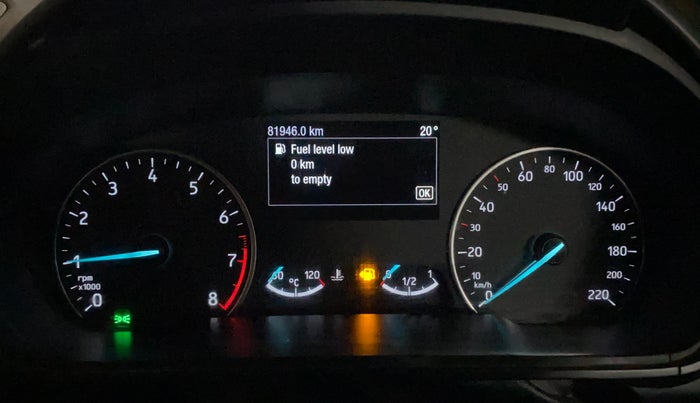 81946.0 km 20°
Fuel level low
0 km
to empty
OK
0 1 2 3 4 5 6 7 8
rpm
x1000
60 °C 120
0 1/2 1
0 10 20 30 40 50 60 80 100 120 140 160 180 200 220
km/h